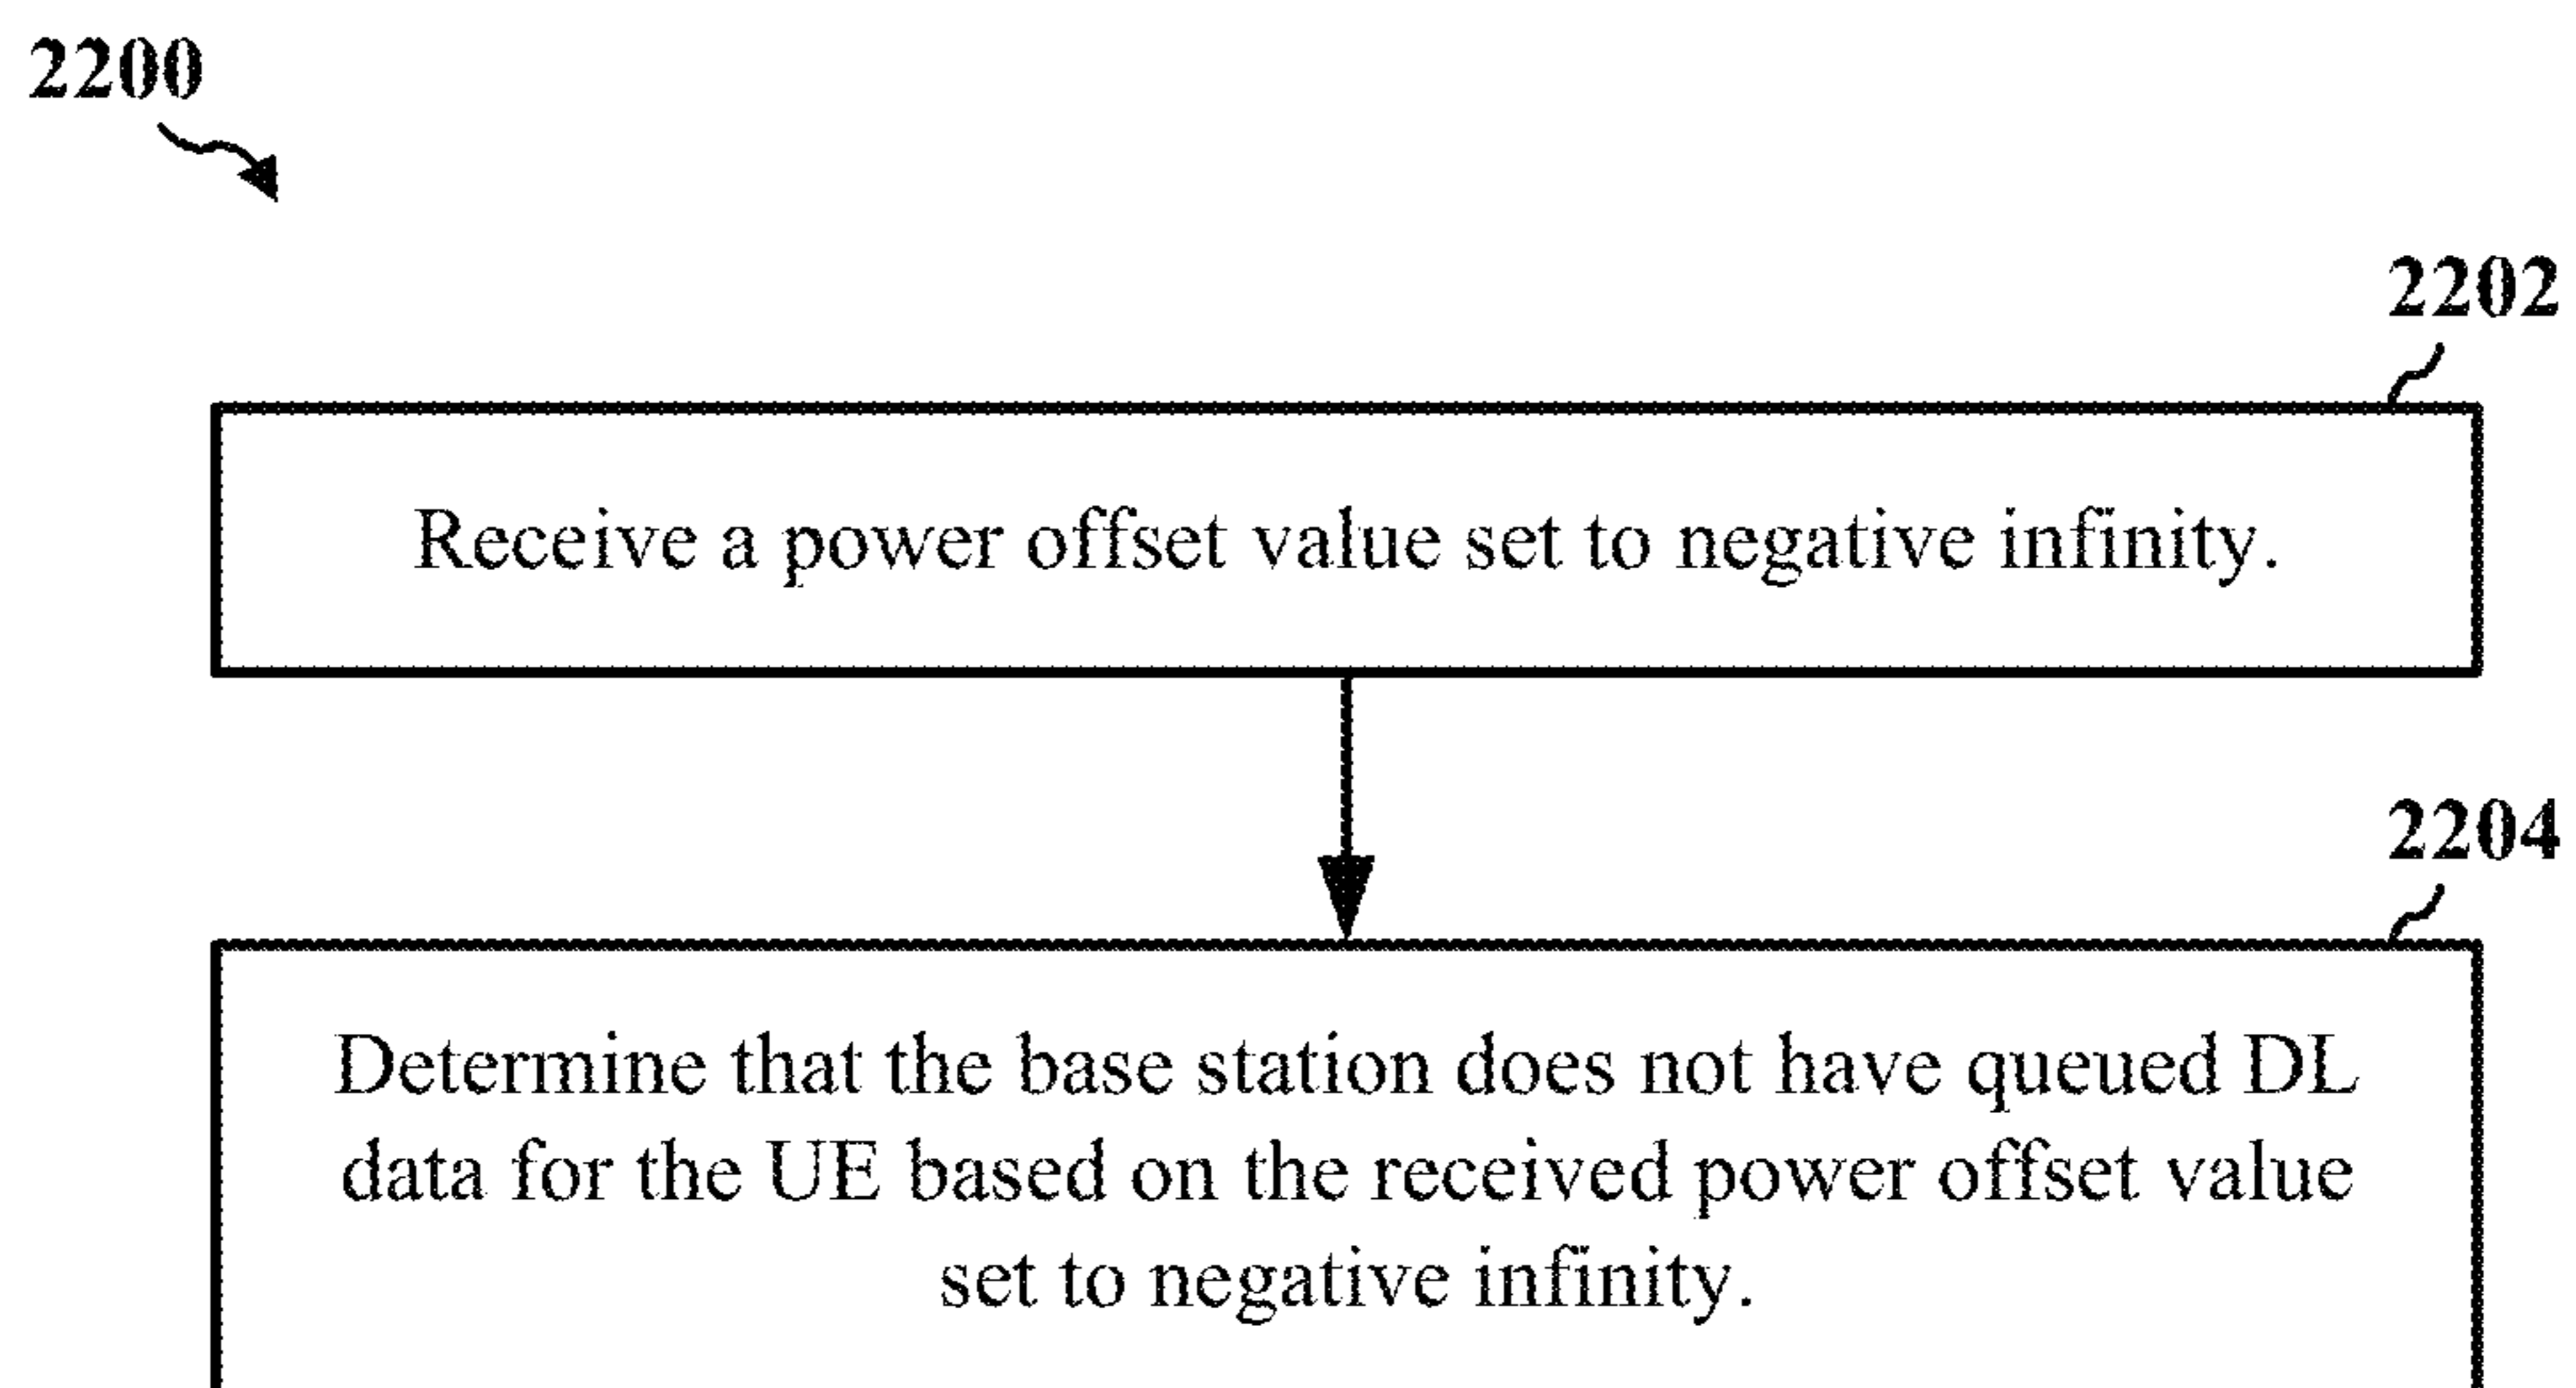 2200
2202
Receive a power offset value set to negative infinity.
2204
Determine that the base station does not have queued DL
data for the UE based on the received power offset value
set to negative infinity.